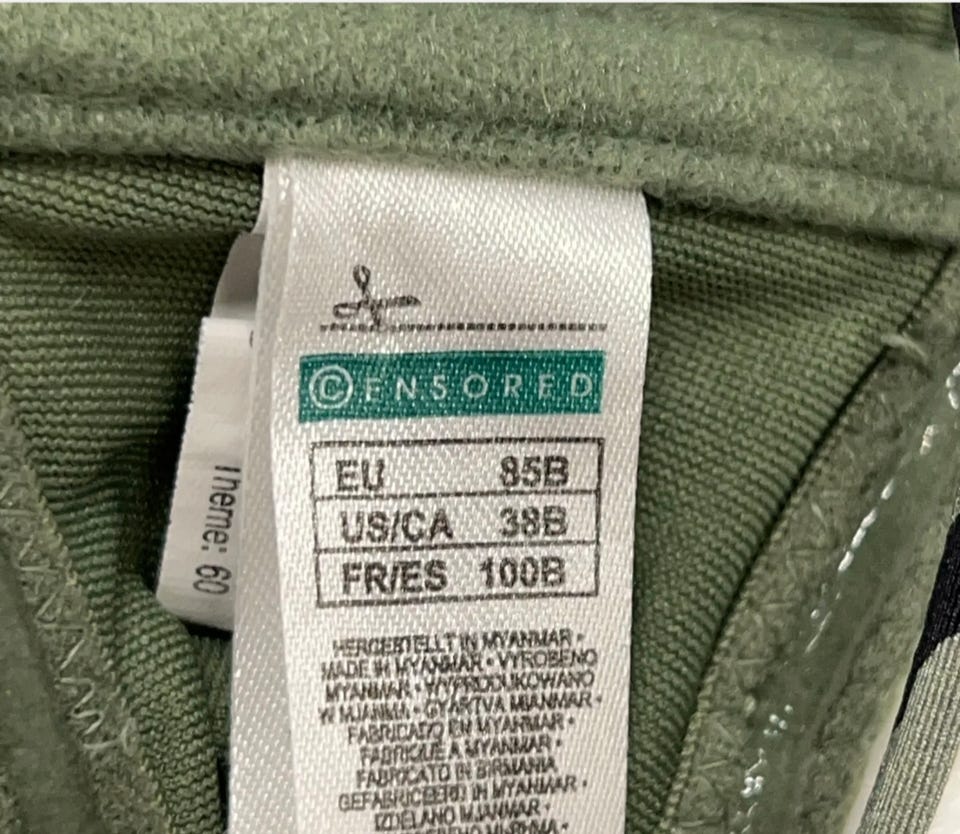 ©ENSORED
EU 85B
US/CA 38B
FR/ES 100B
HERGESTELLT IN MYANMAR •
MADE IN MYANMAR • VYROBENO
MYANMAR • WYPRODUKOWANO
W MJANMA • GYÁRTVA MIANMAR •
FABRICADO EN MYANMAR •
FABRIQUÉ A MYANMAR •
FABRICATO IN BIRMANIA
GEFABRICEERD IN MYANMAR •
IZDELANO MJANMAR •
Theme: 60